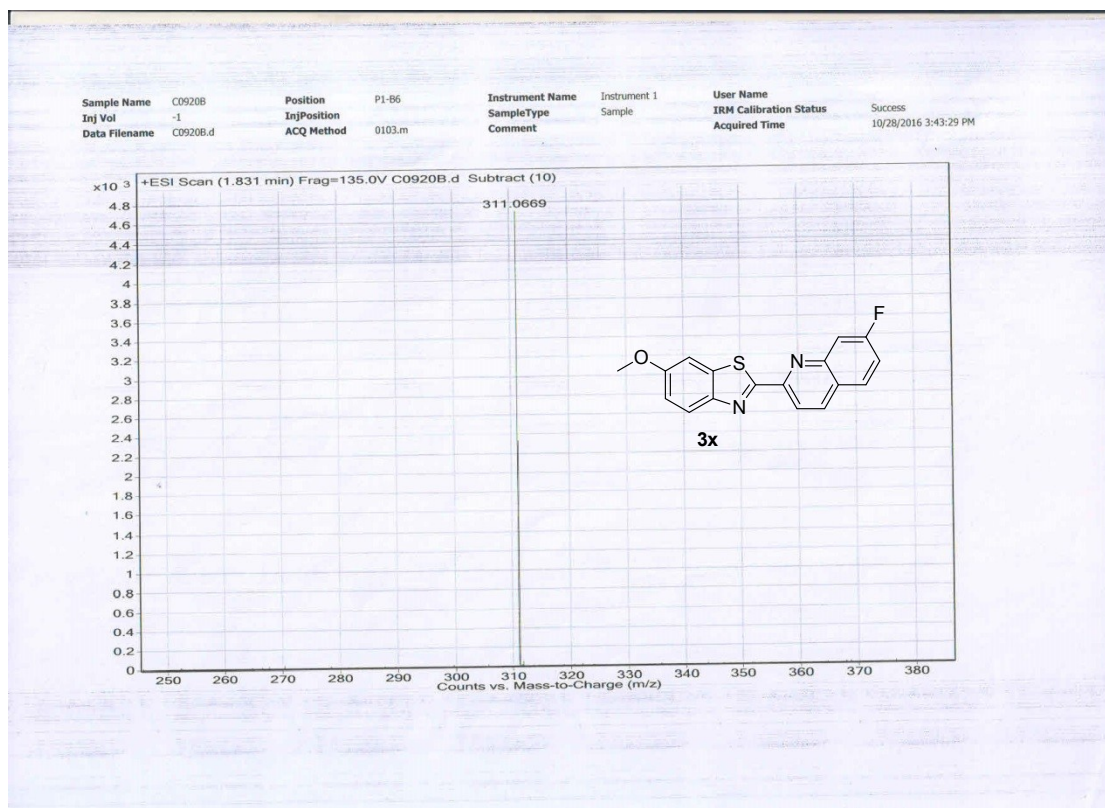 Sample Name C0920B Position P1-B6 Instrument Name Instrument 1 User Name
Inj Vol -1 InjPosition SampleType Sample IRM Calibration Status Success
Data Filename C0920B.d ACQ Method 0103.m Comment Acquired Time 10/28/2016 3:43:29 PM
x10 3 +ESI Scan (1.831 min) Frag=135.0V C0920B.d Subtract (10)
311.0669
4.8
4.6
4.4
4.2
4
3.8
3.6
3.4
3.2
3
2.8
2.6
2.4
2.2
2
1.8
1.6
1.4
1.2
1
0.8
0.6
0.4
0.2
0
F
O
S
N
N
3x
250 260 270 280 290 300 310 320 330 340 350 360 370 380
Counts vs. Mass-to-Charge (m/z)